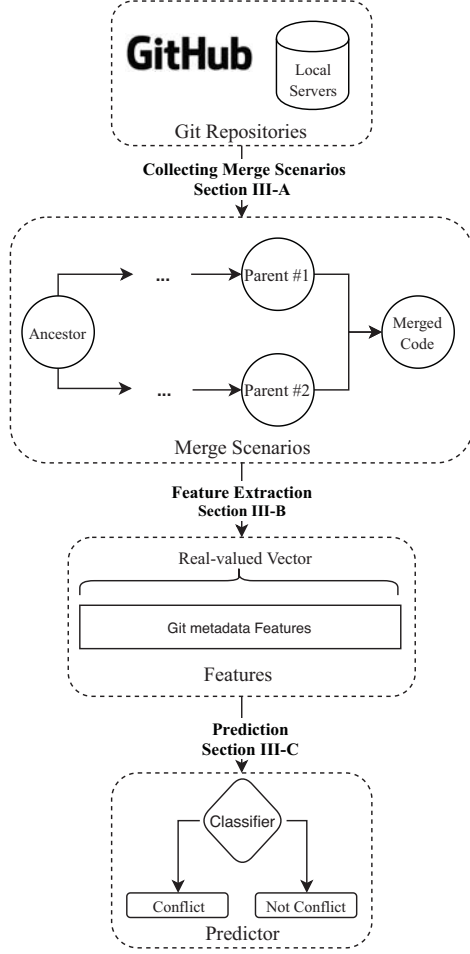 GitHub
Local
Servers
Git Repositories
Collecting Merge Scenarios
Section III-A
... Parent #1
Ancestor
Merged
Code
... Parent #2
Merge Scenarios
Feature Extraction
Section III-B
Real-valued Vector
Git metadata Features
Features
Prediction
Section III-C
Classifier
Conflict Not Conflict
Predictor